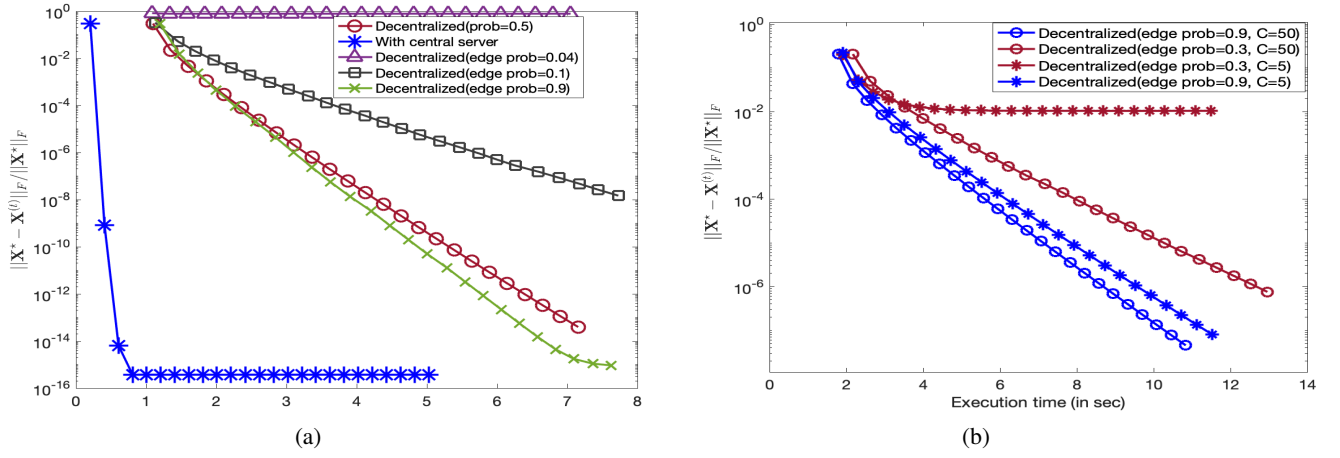 10^0
10^-2
10^-4
10^-6
10^-8
10^-10
10^-12
10^-14
10^-16
||X* − X^(t)||_F/||X*||_F
0 1 2 3 4 5 6 7 8
Decentralized(prob=0.5)
With central server
Decentralized(edge prob=0.04)
Decentralized(edge prob=0.1)
Decentralized(edge prob=0.9)
(a)
10^0
10^-2
10^-4
10^-6
||X* − X^(t)||_F/||X*||_F
0 2 4 6 8 10 12 14
Execution time (in sec)
Decentralized(edge prob=0.9, C=50)
Decentralized(edge prob=0.3, C=50)
Decentralized(edge prob=0.3, C=5)
Decentralized(edge prob=0.9, C=5)
(b)